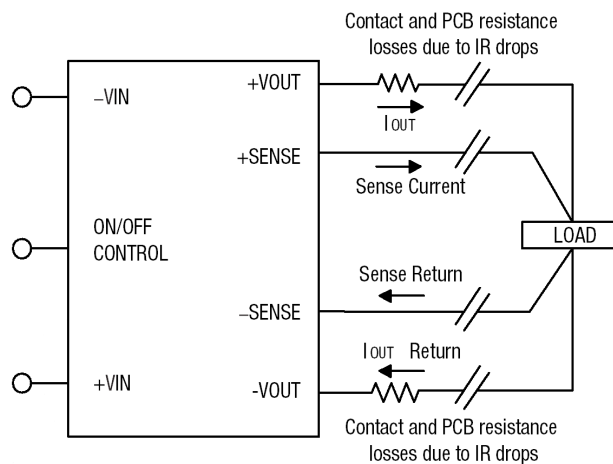 Contact and PCB resistance
losses due to IR drops
+VOUT
–VIN
IOUT
+SENSE
Sense Current
ON/OFF
CONTROL
LOAD
Sense Return
–SENSE
IOUT Return
+VIN
-VOUT
Contact and PCB resistance
losses due to IR drops